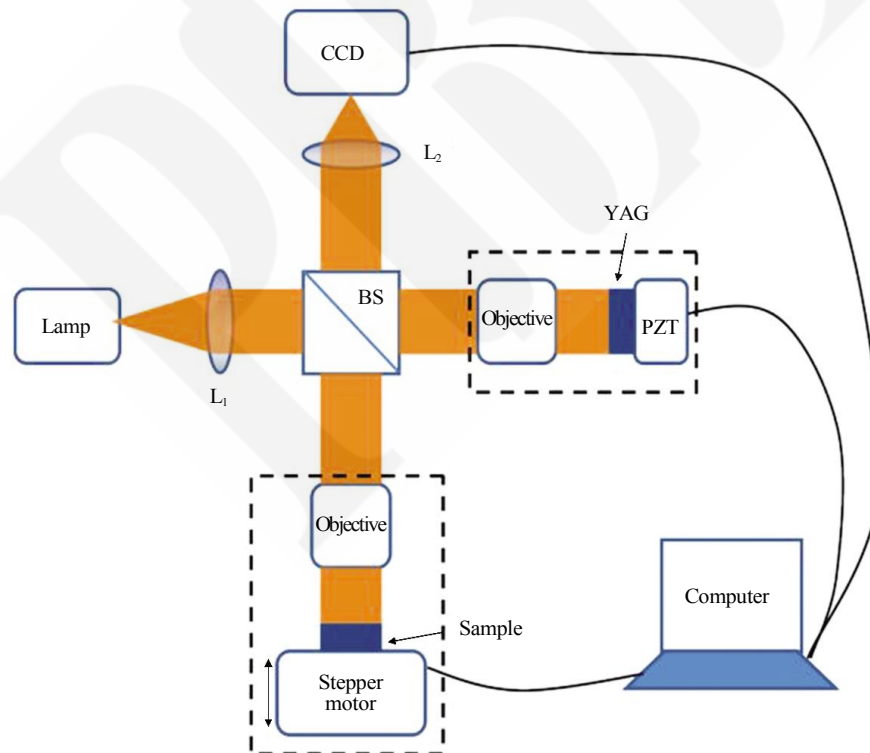 CCD
L2
YAG
BS
Lamp
Objective
PZT
L1
Objective
Computer
Sample
Stepper
motor